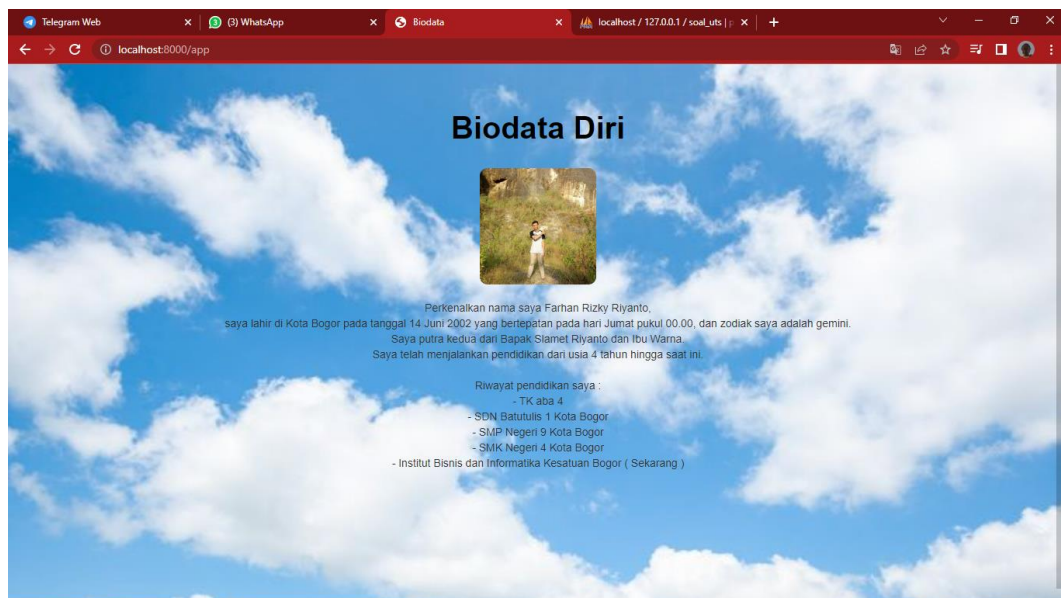 Telegram Web
(3) WhatsApp
Biodata
localhost / 127.0.0.1 / soal_uts | p
localhost:8000/app
Biodata Diri
Perkenalkan nama saya Farhan Rizky Riyanto,
saya lahir di Kota Bogor pada tanggal 14 Juni 2002 yang bertepatan pada hari Jumat pukul 00.00, dan zodiak saya adalah gemini.
Saya putra kedua dari Bapak Slamet Riyanto dan Ibu Warna.
Saya telah menjalankan pendidikan dari usia 4 tahun hingga saat ini.
Riwayat pendidikan saya :
- TK aba 4
- SDN Batutulis 1 Kota Bogor
- SMP Negeri 9 Kota Bogor
- SMK Negeri 4 Kota Bogor
- Institut Bisnis dan Informatika Kesatuan Bogor ( Sekarang )